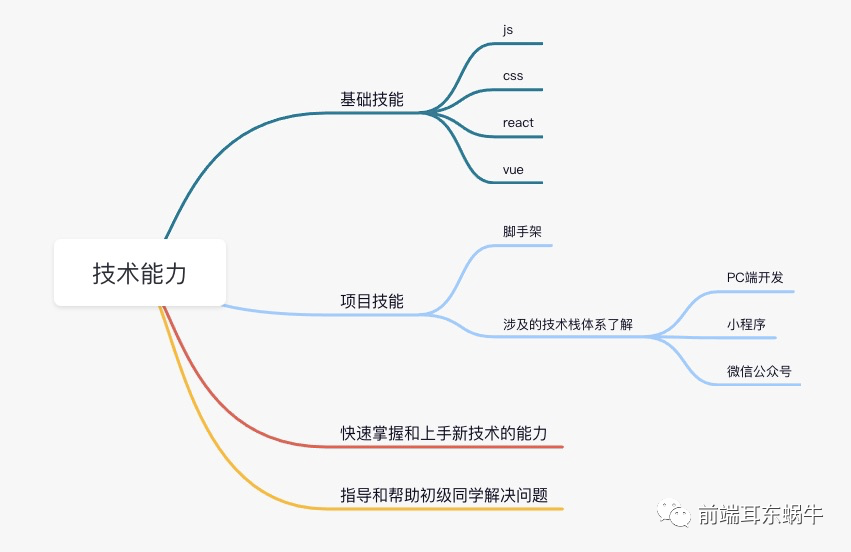 技术能力
基础技能
js
css
react
vue
项目技能
脚手架
涉及的技术栈体系了解
PC端开发
小程序
微信公众号
快速掌握和上手新技术的能力
指导和帮助初级同学解决问题
前端耳东蜗牛